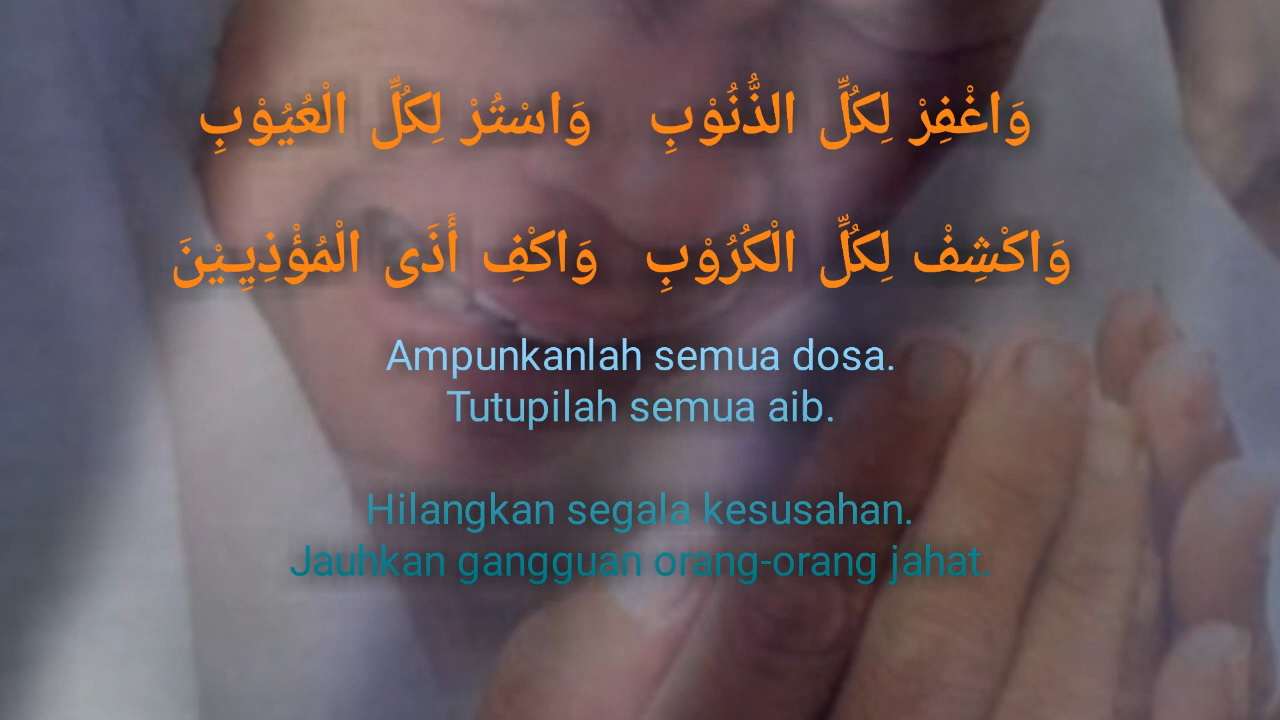 وَاغْفِرْ لِكُلِّ الذُّنُوْبِ وَاسْتُرْ لِكُلِّ الْعُيُوْبِ
وَاكْشِفْ لِكُلِّ الْكُرُوْبِ وَاكْفِ أَذَى الْمُؤْذِيِـيْنَ
Ampunkanlah semua dosa.
Tutupilah semua aib.
Hilangkan segala kesusahan.
Jauhkan gangguan orang-orang jahat.